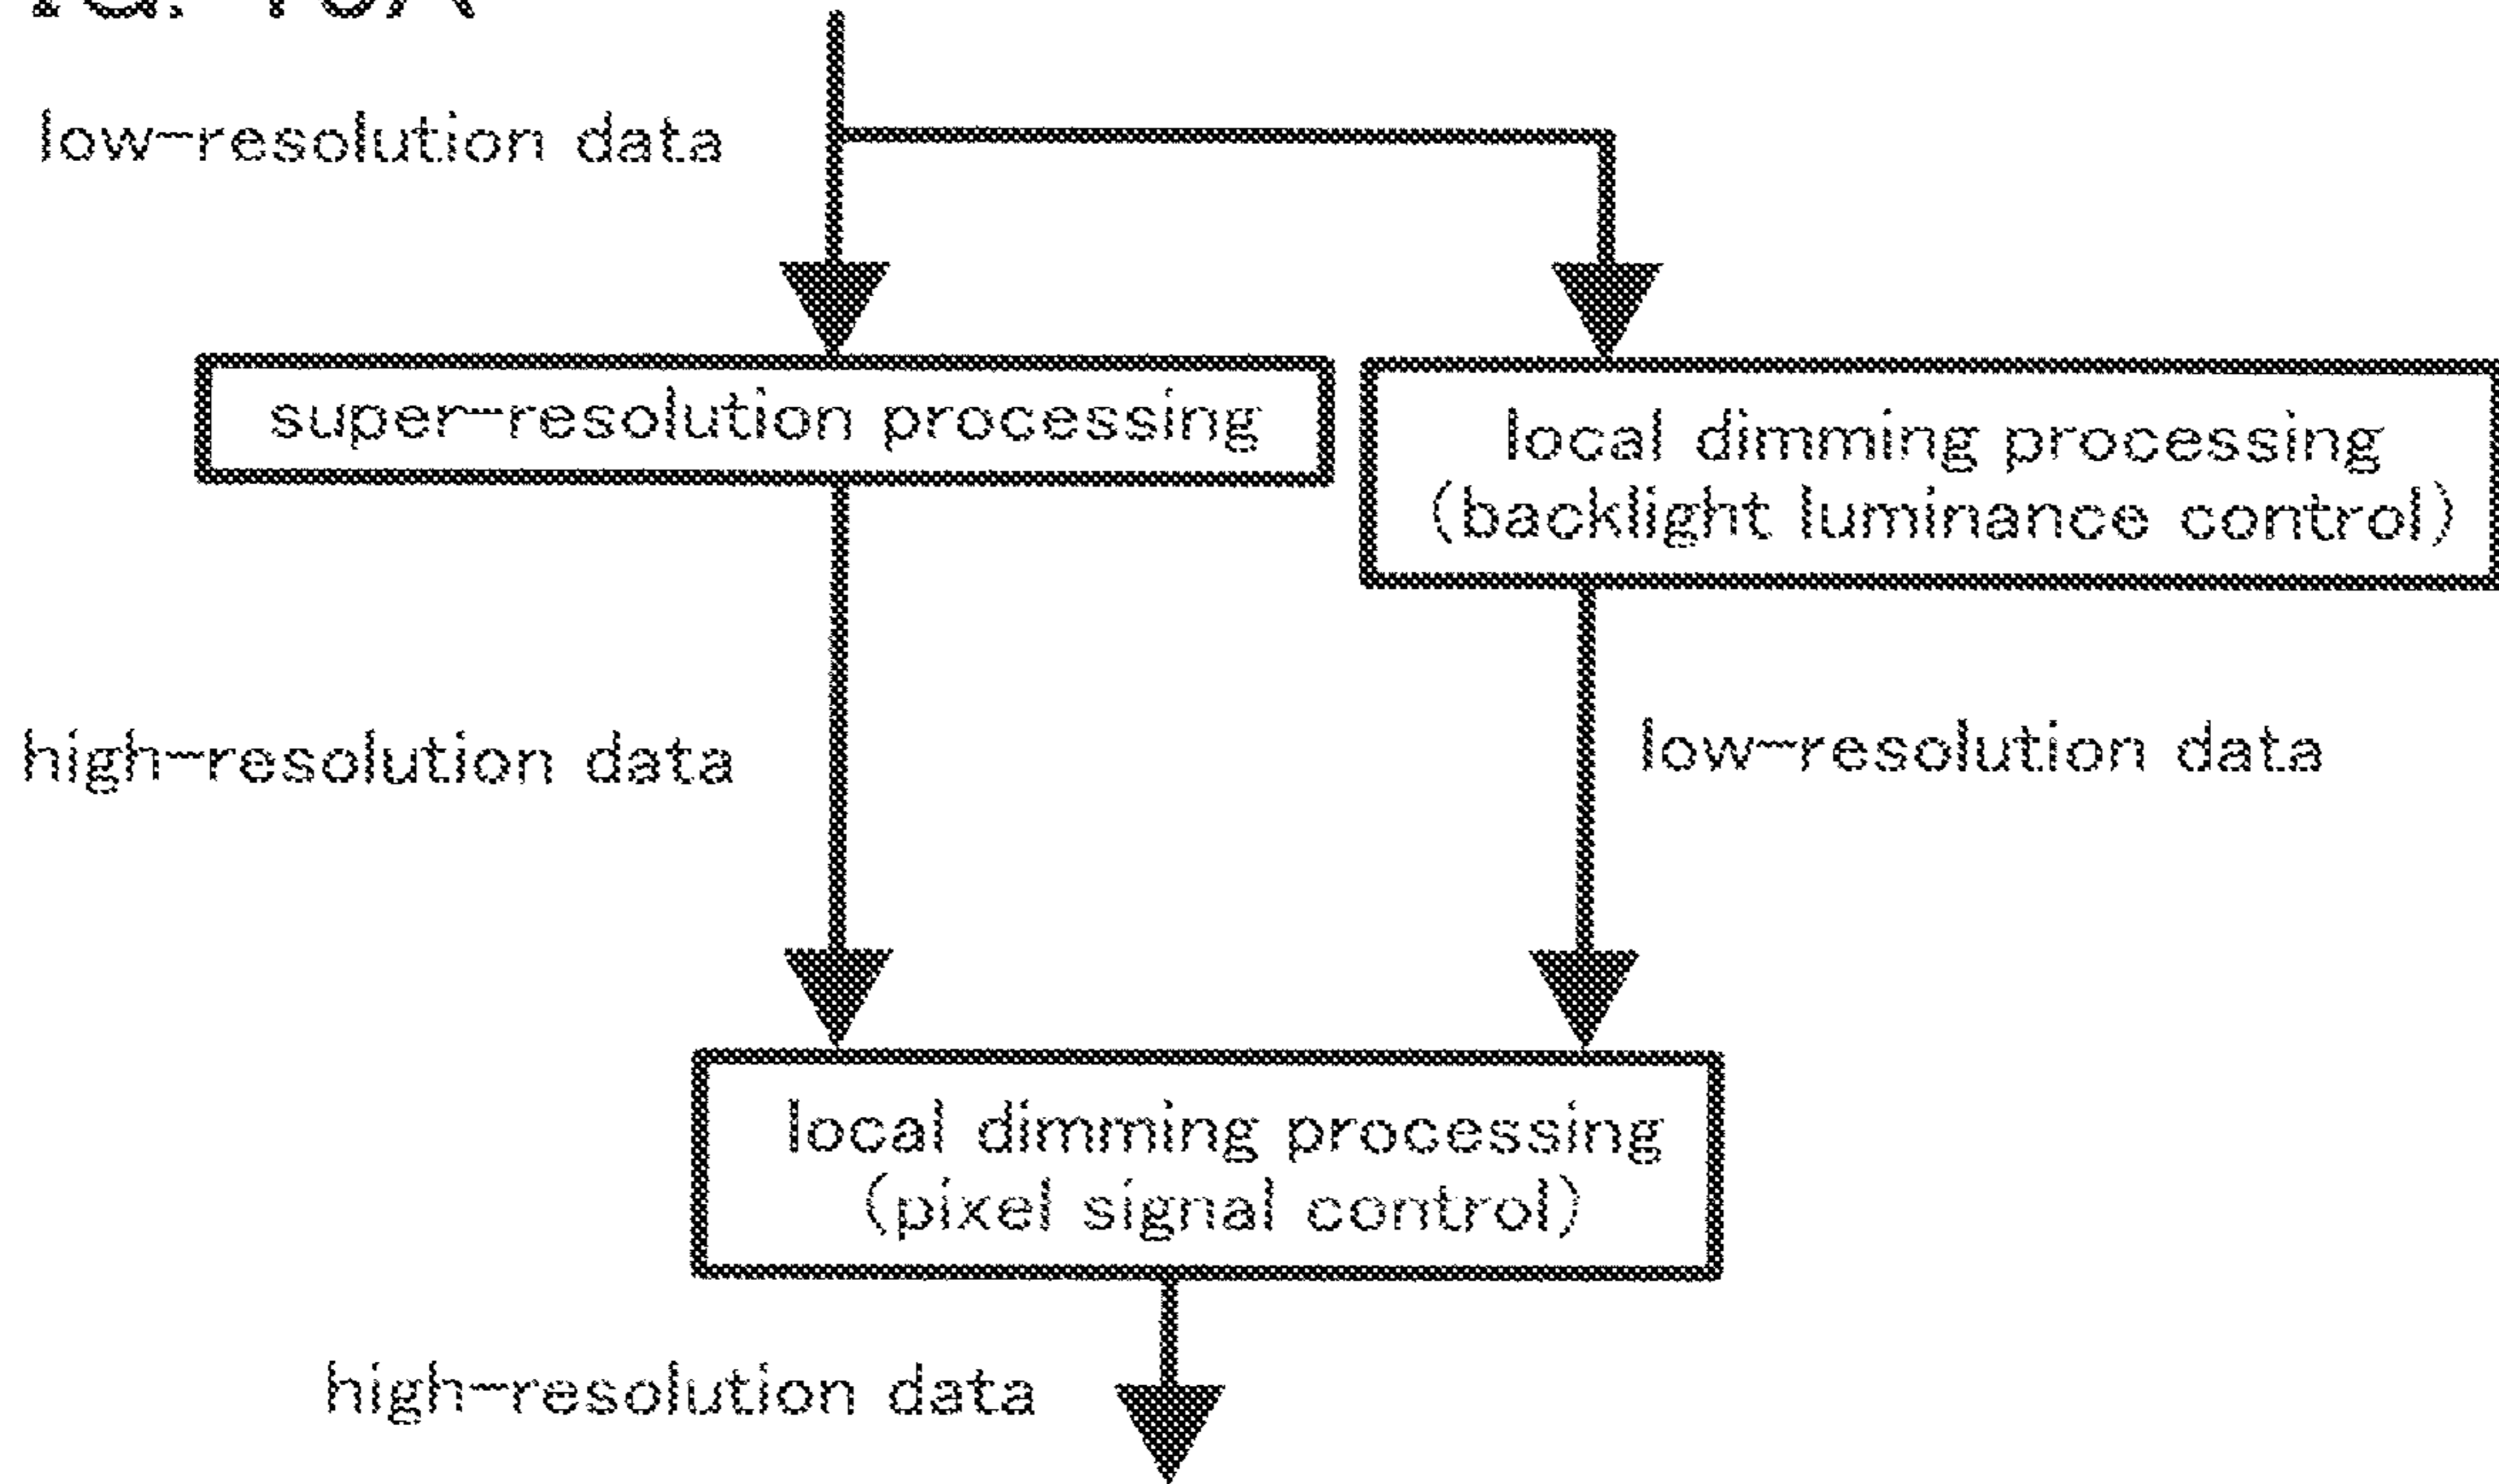 low-resolution data
super-resolution processing
local dimming processing
(backlight luminance control)
high-resolution data
low-resolution data
local dimming processing
(pixel signal control)
high-resolution data